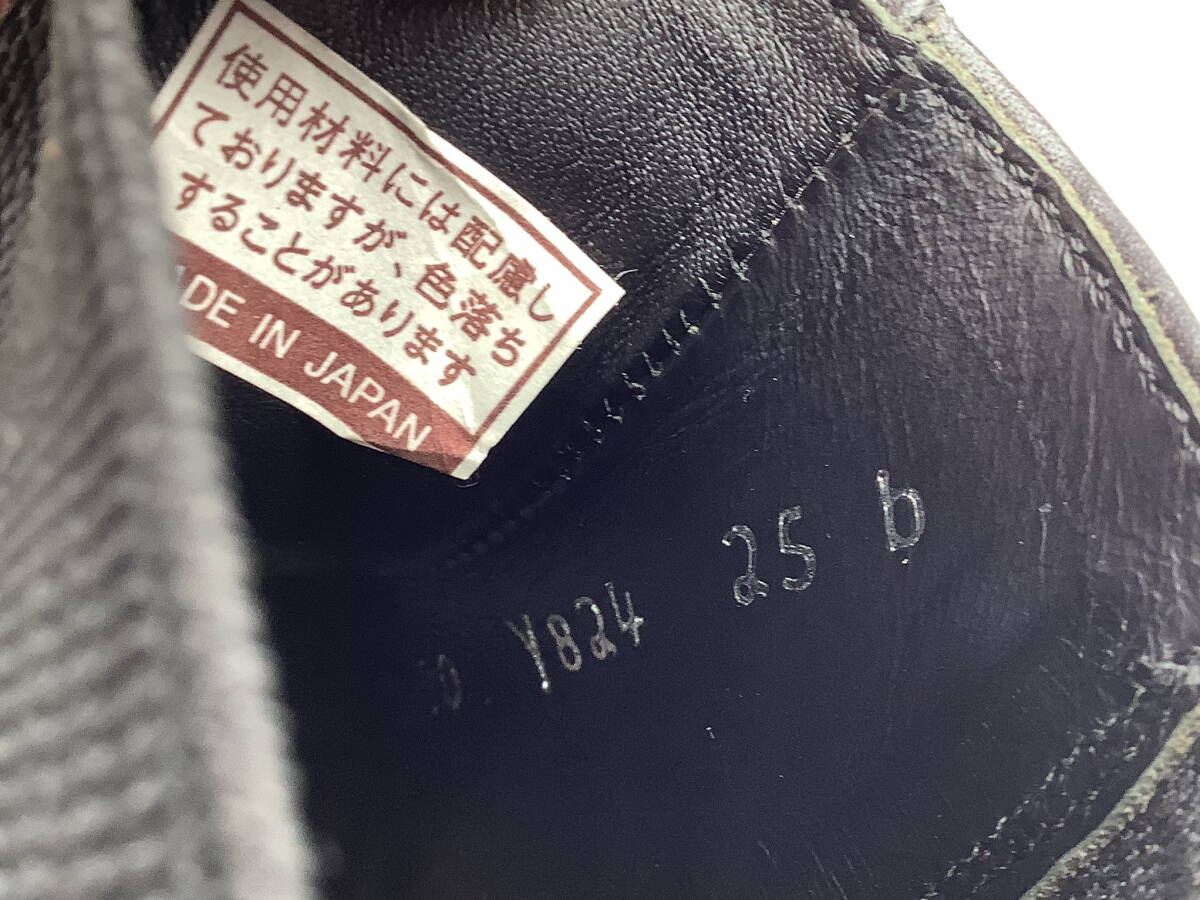 使用材料には配慮し
ておりますが、色落ち
することがあります
MADE IN JAPAN
Y824 25 b